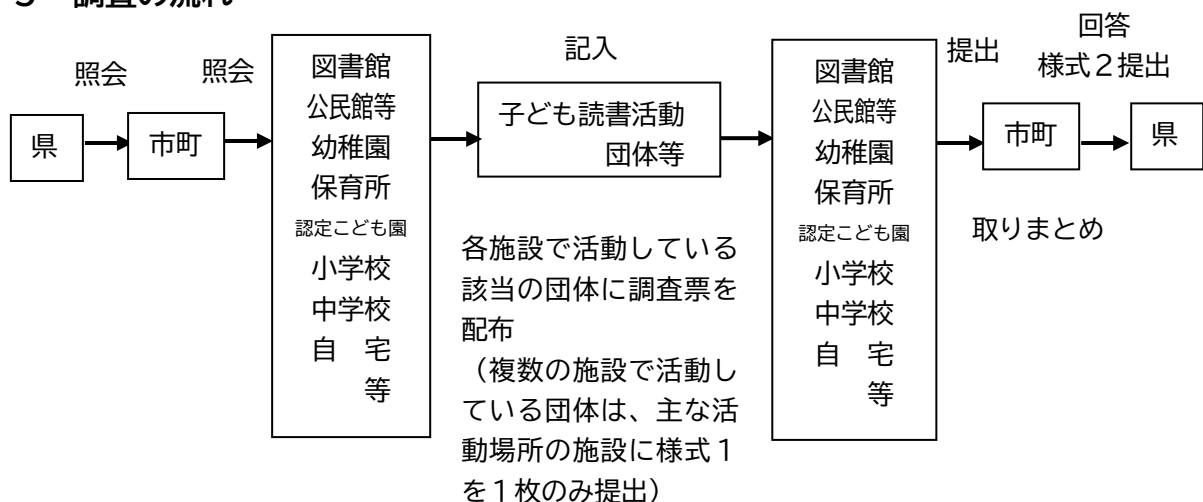 調査の流れ
照会
照会
記入
提出
回答
様式2提出
県
市町
図書館
公民館等
幼稚園
保育所
認定こども園
小学校
中学校
自 宅
等
子ども読書活動
団体等
各施設で活動している
該当の団体に調査票を
配布
（複数の施設で活動し
ている団体は、主な活
動場所の施設に様式1
を1枚のみ提出）
図書館
公民館等
幼稚園
保育所
認定こども園
小学校
中学校
自 宅
等
市町
県
取りまとめ